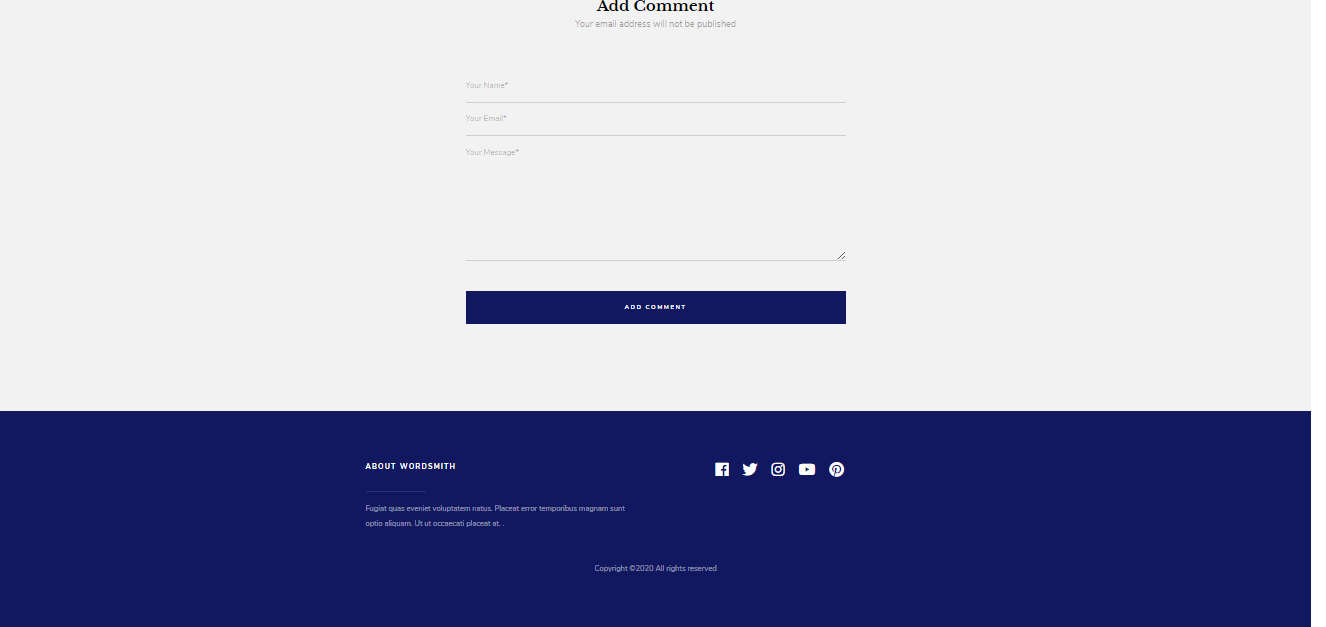 Add Comment
Your email address will not be published
Your Name*
Your Email*
Your Message*
ADD COMMENT
ABOUT WORDSMITH
Fugiat quas eveniet voluptatem natus. Placeat error temporibus magnam sunt
optio aliquam. Ut ut occaecati placeat at. .
Copyright ©2020 All rights reserved